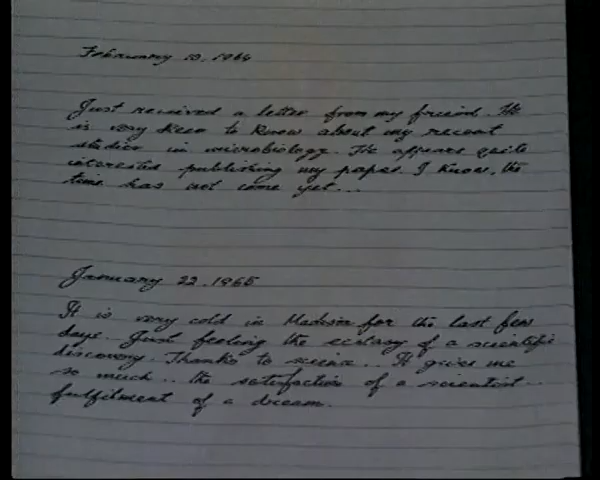 February 10, 1964
Just received a letter from my friend. He
is very keen to know about my recent
studies in microbiology. He appears quite
interested publishing my paper. I know, the
time has not come yet...
January 22, 1965
It is very cold in Madison for the last few
days. Just feeling the ecstasy of a scientific
discovery. Thanks to science... It gives me
so much.. the satisfaction of a scientist..
fulfilment of a dream.